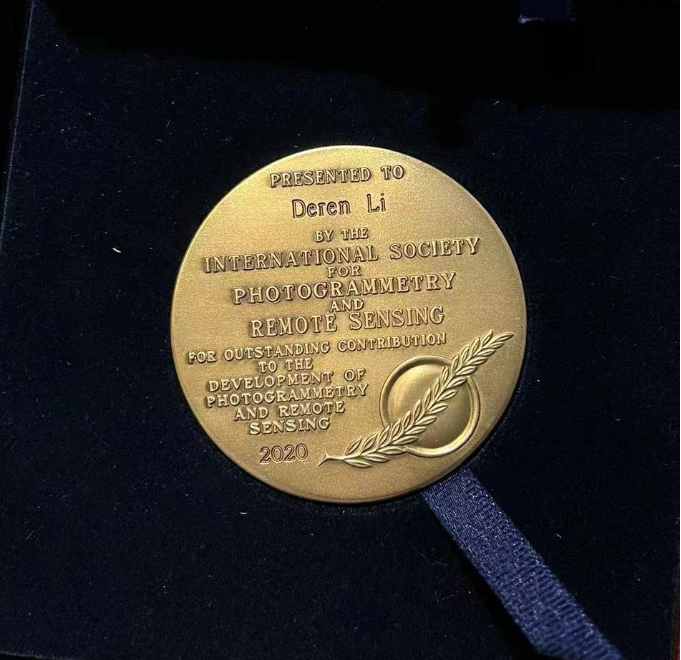 PRESENTED TO
Deren Li
BY THE
INTERNATIONAL SOCIETY
FOR
PHOTOGRAMMETRY
AND
REMOTE SENSING
FOR OUTSTANDING CONTRIBUTION
TO THE
DEVELOPMENT OF
PHOTOGRAMMETRY
AND REMOTE
SENSING
2020